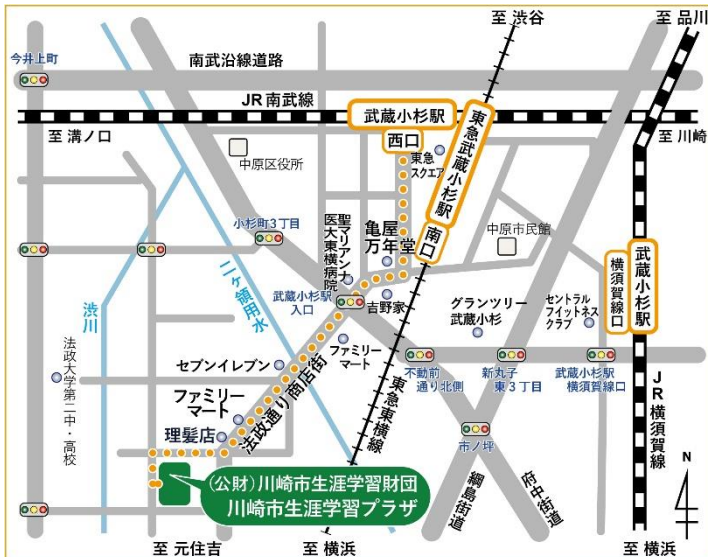 至 渋谷
至 品川
今井上町
南武沿線道路
JR南武線
武蔵小杉駅
西口
至 溝ノ口
至 川崎
東急武蔵小杉駅
南口
東急
スクエア
中原区役所
小杉町3丁目
聖マリアンナ
医大東横病院
亀屋
万年堂
中原市民館
武蔵小杉駅
横須賀線口
武蔵小杉駅
入口
吉野家
グランツリー
武蔵小杉
セントラル
フィットネス
クラブ
渋川
二ヶ領用水
法政大学第二中・高校
セブンイレブン
ファミリー
マート
不動前
通り北側
新丸子
東3丁目
武蔵小杉駅
横須賀線口
ファミリー
マート
理髪店
法政通り商店街
東急東横線
JR横須賀線
市ノ坪
綱島街道
府中街道
N
(公財)川崎市生涯学習財団
川崎市生涯学習プラザ
至 元住吉
至 横浜
至 横浜